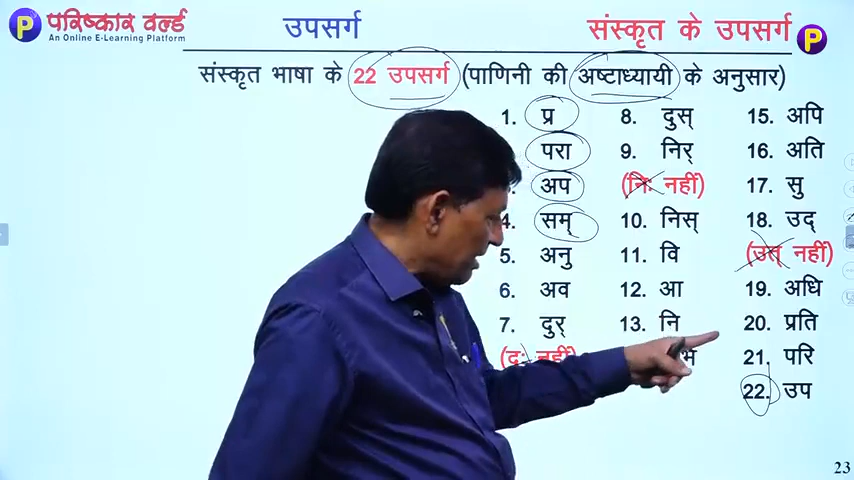 परिष्कार वर्ल्ड
An Online E-Learning Platform
उपसर्ग
संस्कृत के उपसर्ग
P
P
संस्कृत भाषा के 22 उपसर्ग (पाणिनी की अष्टाध्यायी के अनुसार)
1. प्र
परा
अप
4. सम्
5. अनु
6. अव
7. दुर्
(दुः नहीं)
8. दुस्
9. निर्
(निः नहीं)
10. निस्
11. वि
12. आ
13. नि
15. अपि
16. अति
17. सु
18. उद्
(उत् नहीं)
19. अधि
20. प्रति
21. परि
22. उप
23